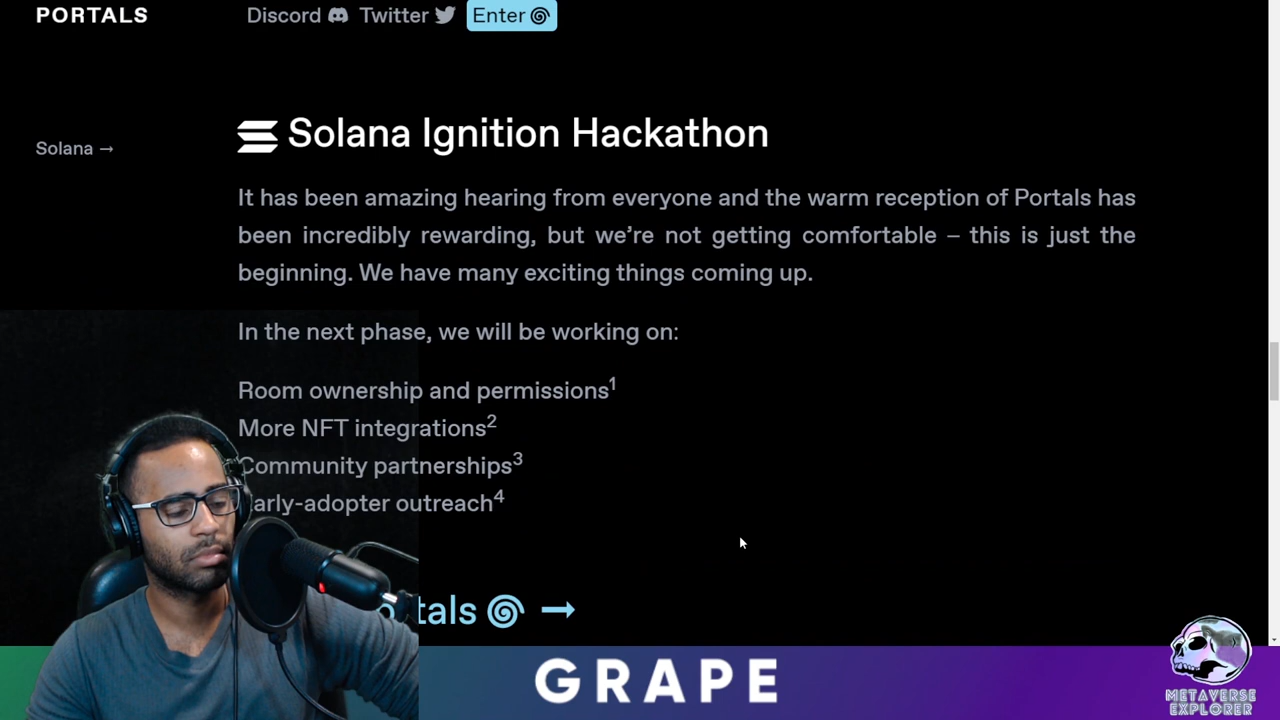 PORTALS
Discord Twitter Enter
Solana →
Solana Ignition Hackathon
It has been amazing hearing from everyone and the warm reception of Portals has
been incredibly rewarding, but we’re not getting comfortable – this is just the
beginning. We have many exciting things coming up.
In the next phase, we will be working on:
Room ownership and permissions¹
More NFT integrations²
Community partnerships³
arly-adopter outreach⁴
tals →
GRAPE
METAVERSE
EXPLORER